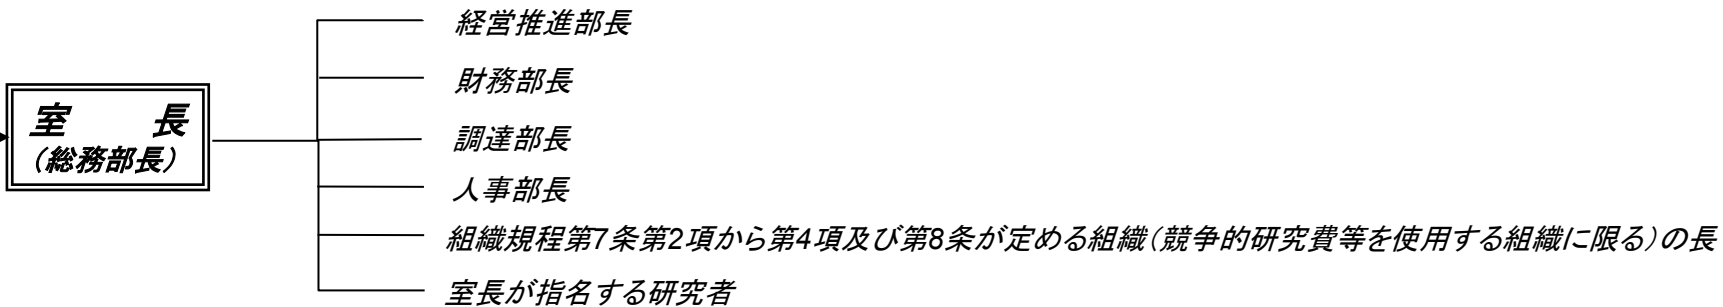 経営推進部長
財務部長
室　　長
（総務部長）
調達部長
人事部長
組織規程第7条第2項から第4項及び第8条が定める組織（競争的研究費等を使用する組織に限る）の長
室長が指名する研究者